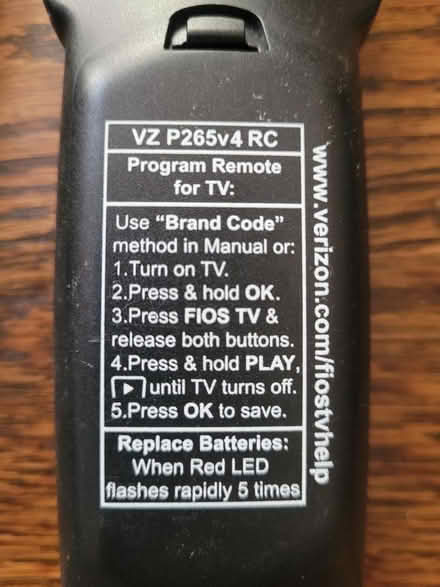 VZ P265v4 RC
Program Remote
for TV:
Use “Brand Code”
method in Manual or:
1.Turn on TV.
2.Press & hold OK.
3.Press FIOS TV &
release both buttons.
4.Press & hold PLAY,
until TV turns off.
5.Press OK to save.
Replace Batteries:
When Red LED
flashes rapidly 5 times
www.verizon.com/fiostvhelp